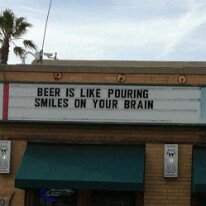 BEER IS LIKE POURING
SMILES ON YOUR BRAIN